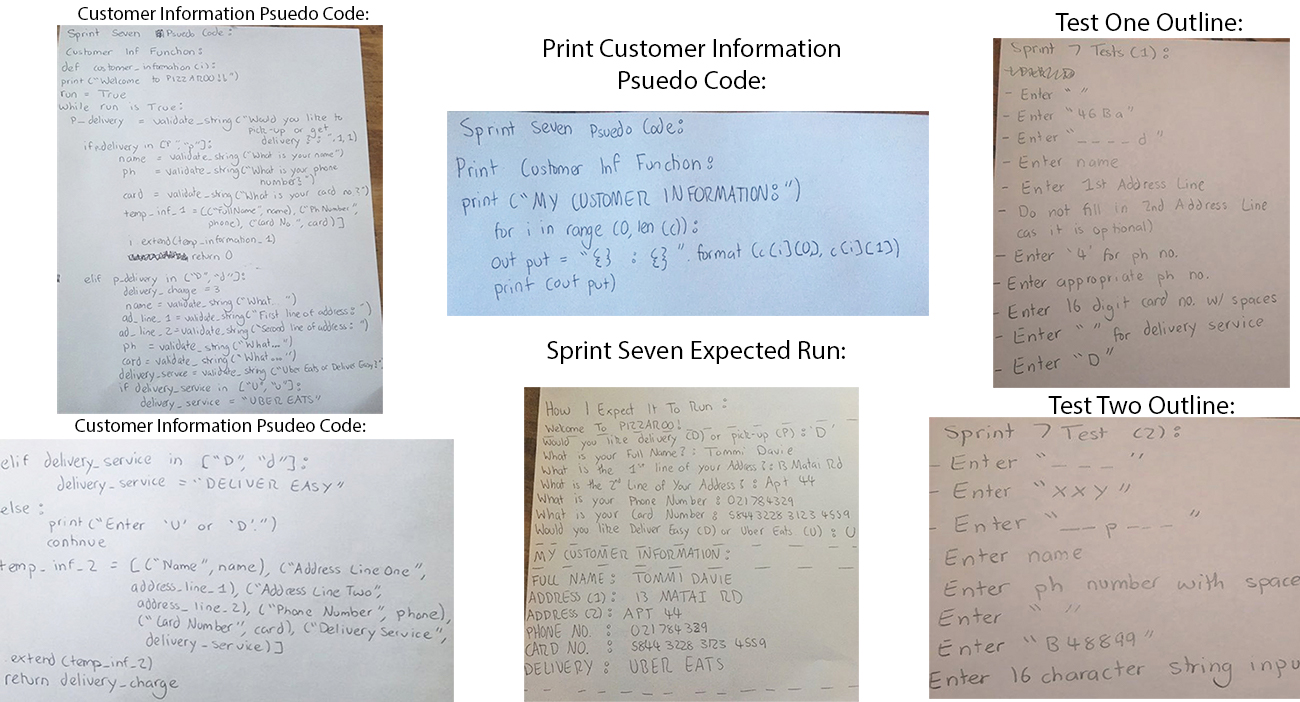 Customer Information Psuedo Code:
Sprint Seven Psuedo Code:
Customer Inf Function:
def customer_information(i):
print("Welcome to PIZZAROO!!")
run = True
while run is True:
p_delivery = validate_string("Would you like to
pick-up or get
delivery : ", 1, 1)
if p_delivery in ["P", "p"]:
name = validate_string("What is your name")
ph = validate_string("What is your phone
number?")
card = validate_string("What is your card no.?")
temp_inf_1 = [("fullName", name), ("Ph Number",
phone), ("Card No", card)]
i extend(temp_information_1)
return 0
elif p_delivery in ["D", "d"]:
delivery_charge = 3
name = validate_string("What...")
ad_line_1 = validate_string("First line of address: ")
ad_line_2 = validate_string("Second line of address: ")
ph = validate_string("What...")
card = validate_string("What...")
delivery_service = validate_string("Uber Eats or Deliver Easy?")
if delivery_service in ["U", "u"]:
delivery_service = "UBER EATS"
Customer Information Psudeo Code:
elif delivery_service in ["D", "d"]:
delivery_service = "DELIVER EASY"
else:
print("Enter 'U' or 'D'.")
continue
temp_inf_2 = [("Name", name), ("Address Line One",
address_line_1), ("Address Line Two",
address_line_2), ("Phone Number", phone),
("Card Number", card), ("Delivery Service",
delivery_service)]
extend(temp_inf_2)
return delivery_charge
Print Customer Information
Psuedo Code:
Sprint Seven Psuedo Code:
Print Customer Inf Function:
print("MY CUSTOMER INFORMATION:")
for i in range (0, len (c)):
out put = "{} : {}".format (c[i][0], c[i][1])
print (out put)
Sprint Seven Expected Run:
How I Expect It To Run:
Welcome To PIZZAROO!
Would you like delivery (D) or pick-up (P): 'D'
What is your Full Name?: Tommi Davie
What is the 1st line of your Address?: 13 Matai Rd
What is the 2nd Line of Your Address: : Apt 44
What is your Phone Number : 021784329
What is your Card Number : 5844 3228 3123 4559
Would you like Deliver Easy (D) or Uber Eats (U) : U
MY CUSTOMER INFORMATION:
FULL NAME: TOMMI DAVIE
ADDRESS (1): 13 MATAI RD
ADDRESS (2): APT 44
PHONE NO. : 021784329
CARD NO. : 5844 3228 3123 4559
DELIVERY : UBER EATS
Test One Outline:
Sprint 7 Tests (1):
- Enter " "
- Enter "46Ba"
- Enter "____d"
- Enter name
- Enter 1st Address Line
- Do not fill in 2nd Address Line
(as it is optional)
- Enter '4' for ph no.
- Enter appropriate ph no.
- Enter 16 digit card no. w/ spaces
- Enter " " for delivery service
- Enter "D"
Test Two Outline:
Sprint 7 Test (2):
- Enter "_ _ _ "
- Enter "XXY"
- Enter "__p___"
Enter name
Enter ph number with space
Enter " "
Enter "B48899"
Enter 16 character string inpu